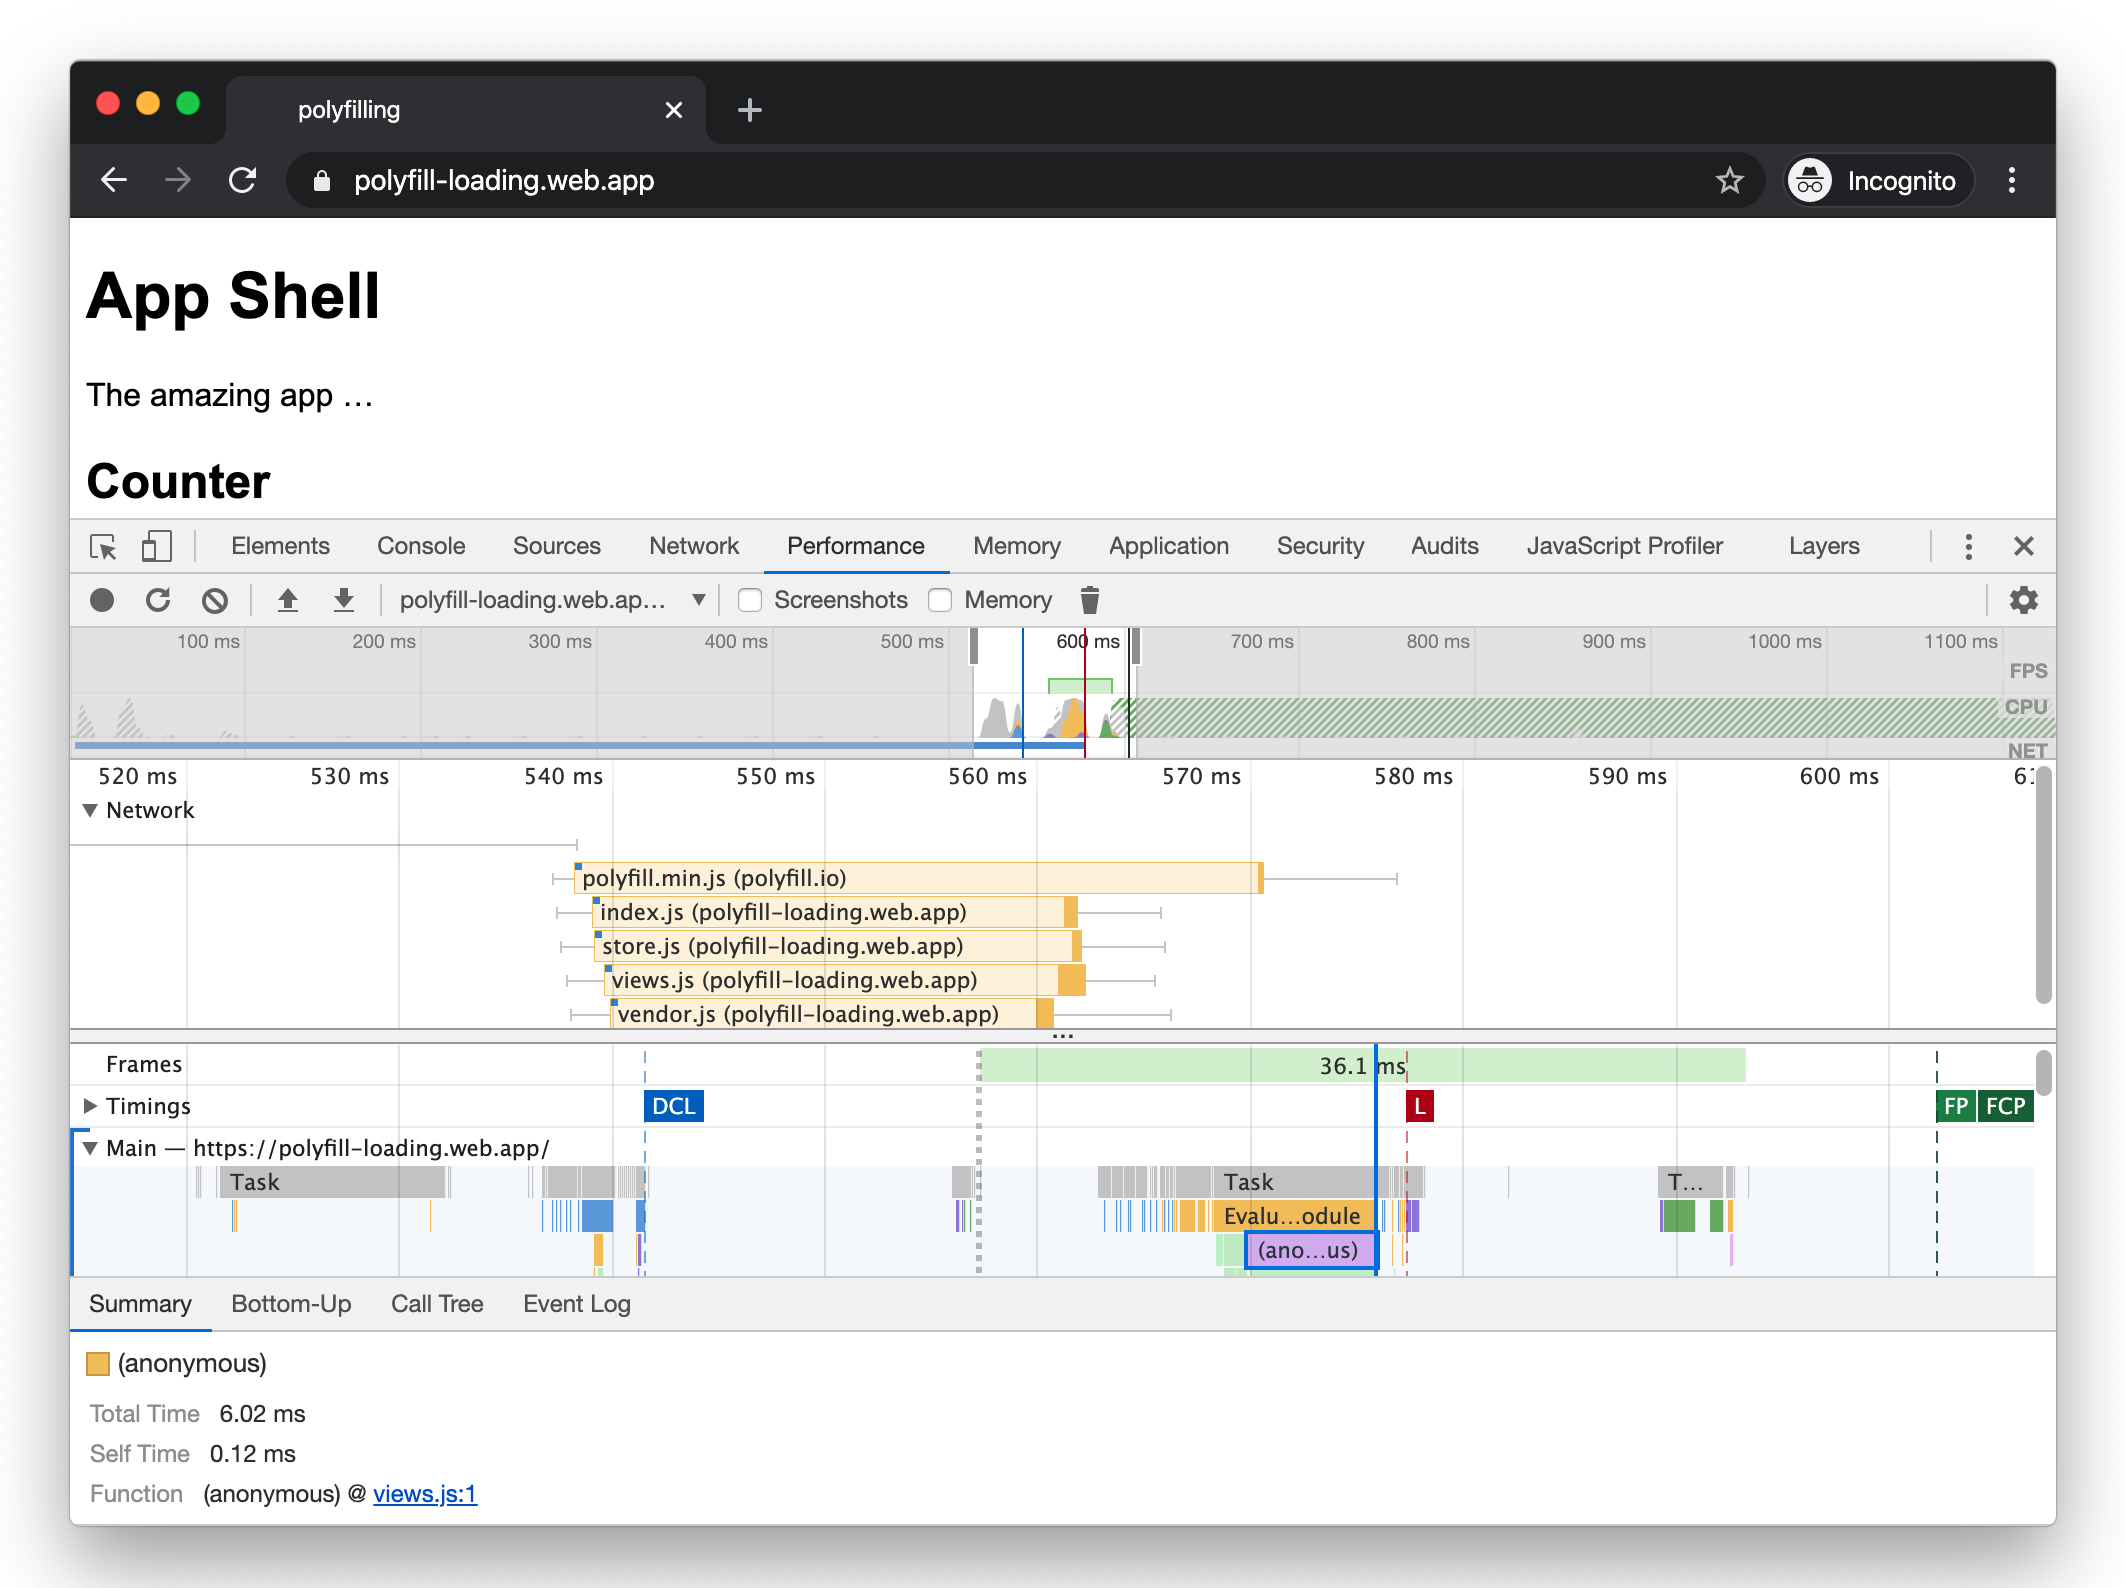 polyfilling
polyfill-loading.web.app
Incognito
App Shell
The amazing app …
Counter
Elements Console Sources Network Performance Memory Application Security Audits JavaScript Profiler Layers
polyfill-loading.web.ap... Screenshots Memory
100 ms 200 ms 300 ms 400 ms 500 ms 600 ms 700 ms 800 ms 900 ms 1000 ms 1100 ms
FPS
CPU
NET
520 ms 530 ms 540 ms 550 ms 560 ms 570 ms 580 ms 590 ms 600 ms
Network
polyfill.min.js (polyfill.io)
index.js (polyfill-loading.web.app)
store.js (polyfill-loading.web.app)
views.js (polyfill-loading.web.app)
vendor.js (polyfill-loading.web.app)
...
Frames 36.1 ms
Timings DCL L FP FCP
Main — https://polyfill-loading.web.app/
Task Task T...
Evalu...odule
(ano...us)
Summary Bottom-Up Call Tree Event Log
(anonymous)
Total Time 6.02 ms
Self Time 0.12 ms
Function (anonymous) @ views.js:1